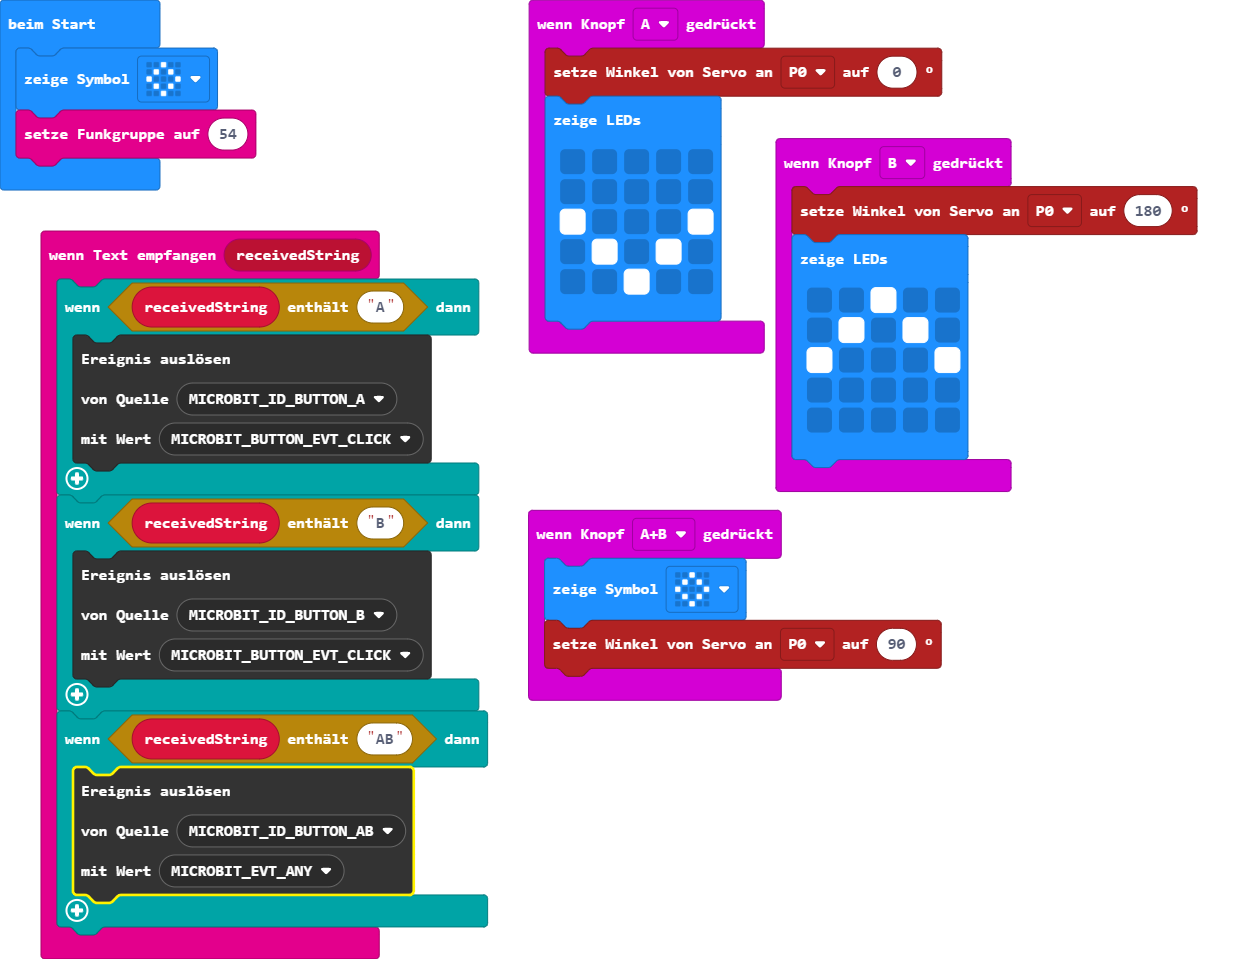 beim Start
zeige Symbol
setze Funkgruppe auf 54
wenn Text empfangen receivedString
wenn receivedString enthält "A" dann
Ereignis auslösen
von Quelle MICROBIT_ID_BUTTON_A
mit Wert MICROBIT_BUTTON_EVT_CLICK
wenn receivedString enthält "B" dann
Ereignis auslösen
von Quelle MICROBIT_ID_BUTTON_B
mit Wert MICROBIT_BUTTON_EVT_CLICK
wenn receivedString enthält "AB" dann
Ereignis auslösen
von Quelle MICROBIT_ID_BUTTON_AB
mit Wert MICROBIT_EVT_ANY
wenn Knopf A gedrückt
setze Winkel von Servo an P0 auf 0 °
zeige LEDs
wenn Knopf B gedrückt
setze Winkel von Servo an P0 auf 180 °
zeige LEDs
wenn Knopf A+B gedrückt
zeige Symbol
setze Winkel von Servo an P0 auf 90 °